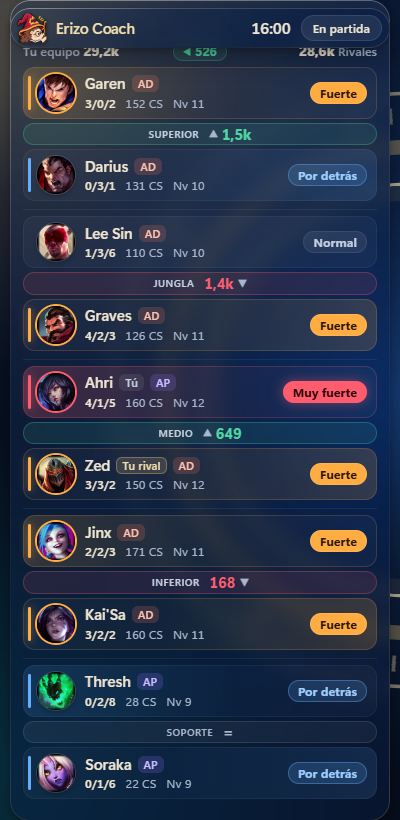 Erizo Coach 16:00 En partida
Tu equipo 29,2k ◀ 526 28,6k Rivales
Garen AD
3/0/2 152 CS Nv 11
Fuerte
SUPERIOR ▲ 1,5k
Darius AD
0/3/1 131 CS Nv 10
Por detrás
Lee Sin AD
1/3/6 110 CS Nv 10
Normal
JUNGLA 1,4k ▼
Graves AD
4/2/3 126 CS Nv 11
Fuerte
Ahri Tú AP
4/1/5 160 CS Nv 12
Muy fuerte
MEDIO ▲ 649
Zed Tu rival AD
3/3/2 150 CS Nv 12
Fuerte
Jinx AD
2/2/3 171 CS Nv 11
Fuerte
INFERIOR 168 ▼
Kai'Sa AD
3/2/2 160 CS Nv 11
Fuerte
Thresh AP
0/2/8 28 CS Nv 9
Por detrás
SOPORTE =
Soraka AP
0/1/6 22 CS Nv 9
Por detrás